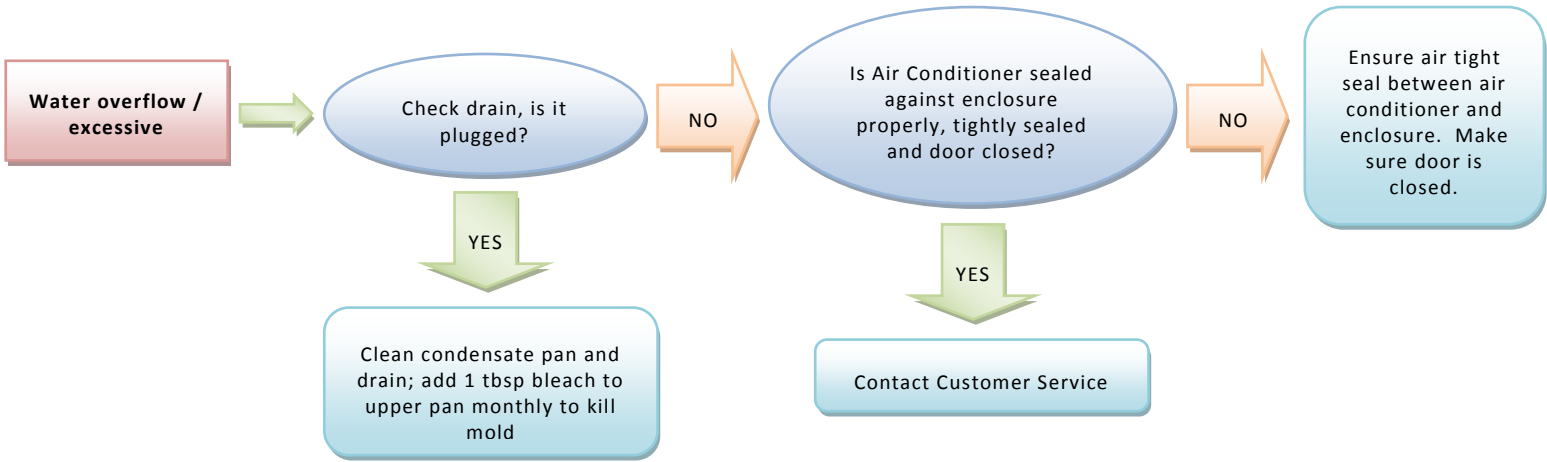 Water overflow /
excessive
Check drain, is it
plugged?
NO
Is Air Conditioner sealed
against enclosure
properly, tightly sealed
and door closed?
NO
Ensure air tight
seal between air
conditioner and
enclosure. Make
sure door is
closed.
YES
YES
Clean condensate pan and
drain; add 1 tbsp bleach to
upper pan monthly to kill
mold
Contact Customer Service